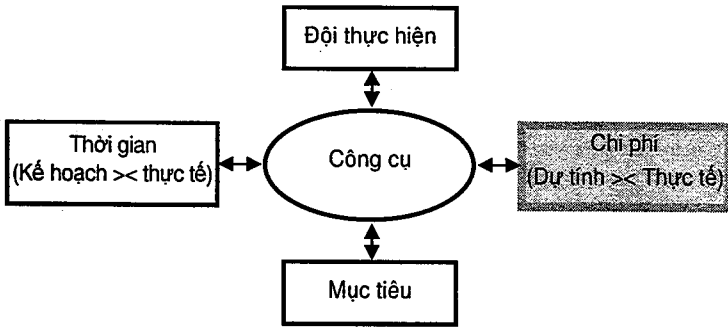 Đội thực hiện
Thời gian
(Kế hoạch >< thực tế)
Công cụ
Chi phí
(Dự tính >< Thực tế)
Mục tiêu